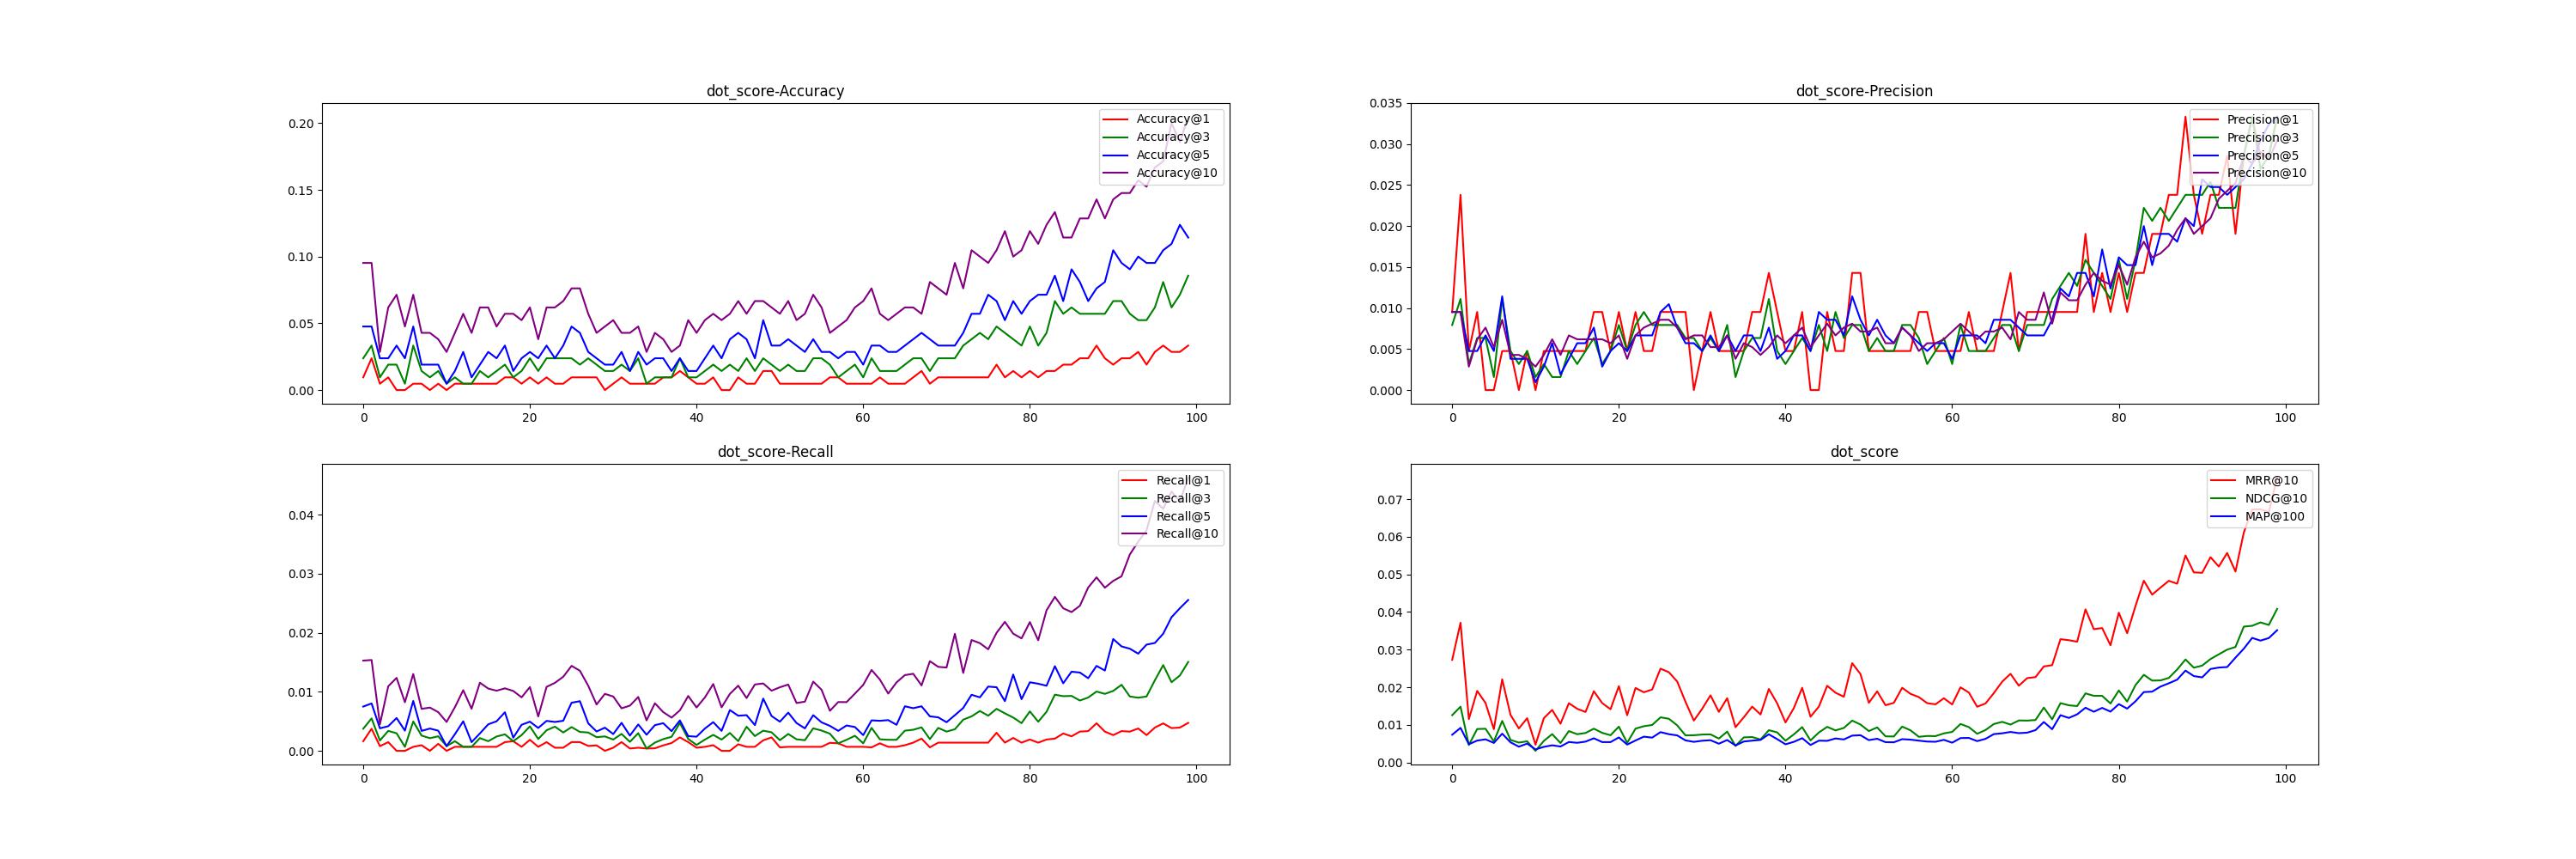 dot_score-Accuracy
0.20
0.15
0.10
0.05
0.00
0 20 40 60 80 100
Accuracy@1
Accuracy@3
Accuracy@5
Accuracy@10
dot_score-Precision
0.035
0.030
0.025
0.020
0.015
0.010
0.005
0.000
0 20 40 60 80 100
Precision@1
Precision@3
Precision@5
Precision@10
dot_score-Recall
0.04
0.03
0.02
0.01
0.00
0 20 40 60 80 100
Recall@1
Recall@3
Recall@5
Recall@10
dot_score
0.07
0.06
0.05
0.04
0.03
0.02
0.01
0.00
0 20 40 60 80 100
MRR@10
NDCG@10
MAP@100